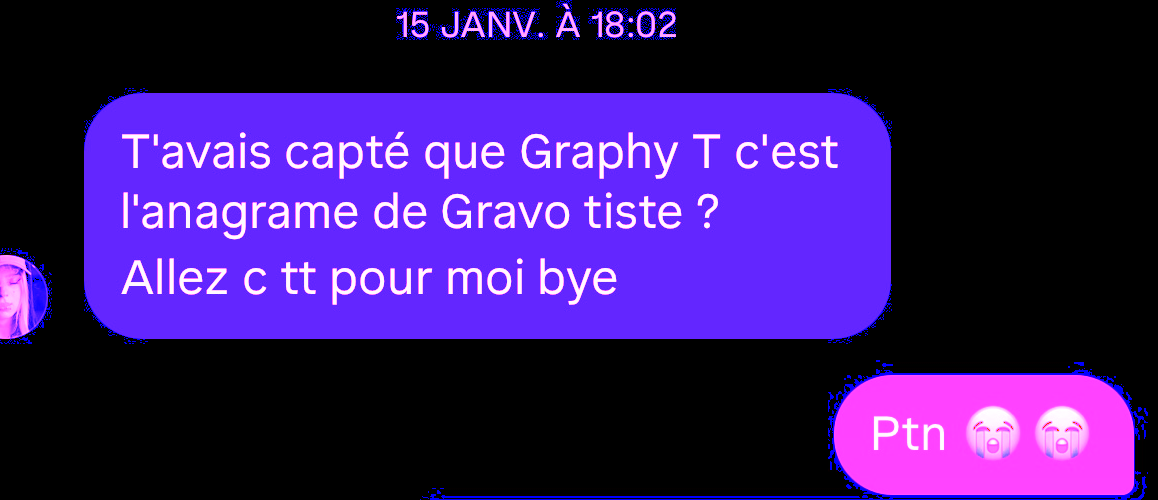 15 JANV. À 18:02
T'avais capté que Graphy T c'est
l'anagrame de Gravo tiste ?
Allez c tt pour moi bye
Ptn 😭 😭